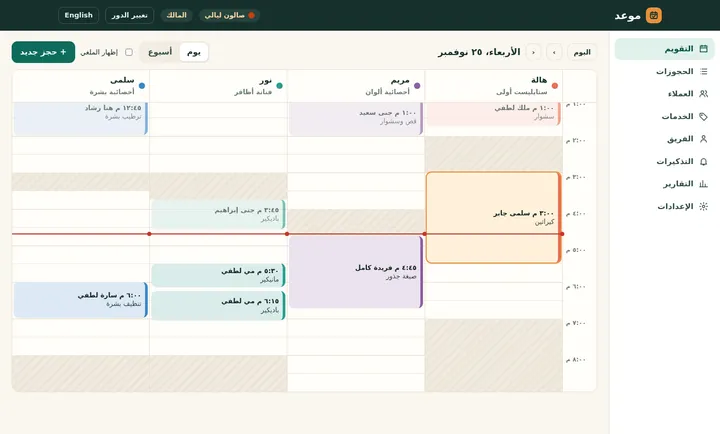 موعد
صالون ليالي
المالك
تغيير الدور
English
التقويم
الحجوزات
العملاء
الخدمات
الفريق
التذكيرات
التقارير
الإعدادات
اليوم
الأربعاء، ٢٥ نوفمبر
يوم
أسبوع
إظهار الملغي
+ حجز جديد
هالة
ستايليست أولى
مريم
أخصائية ألوان
نور
فنانة أظافر
سلمى
أخصائية بشرة
١:٠٠ م
٢:٠٠ م
٣:٠٠ م
٤:٠٠ م
٥:٠٠ م
٦:٠٠ م
٧:٠٠ م
٨:٠٠ م
١:٠٠ م ملك لطفي
سشوار
٣:٠٠ م سلمى جابر
كيراتين
١:٠٠ م جنى سعيد
قص وسشوار
٤:٤٥ م فريدة كامل
صبغة جذور
٣:٤٥ م جنى إبراهيم
باديكير
٥:٣٠ م مي لطفي
مانيكير
٦:١٥ م مي لطفي
باديكير
١٢:٤٥ م هنا رشاد
ترطيب بشرة
٦:٠٠ م سارة لطفي
تنظيف بشرة